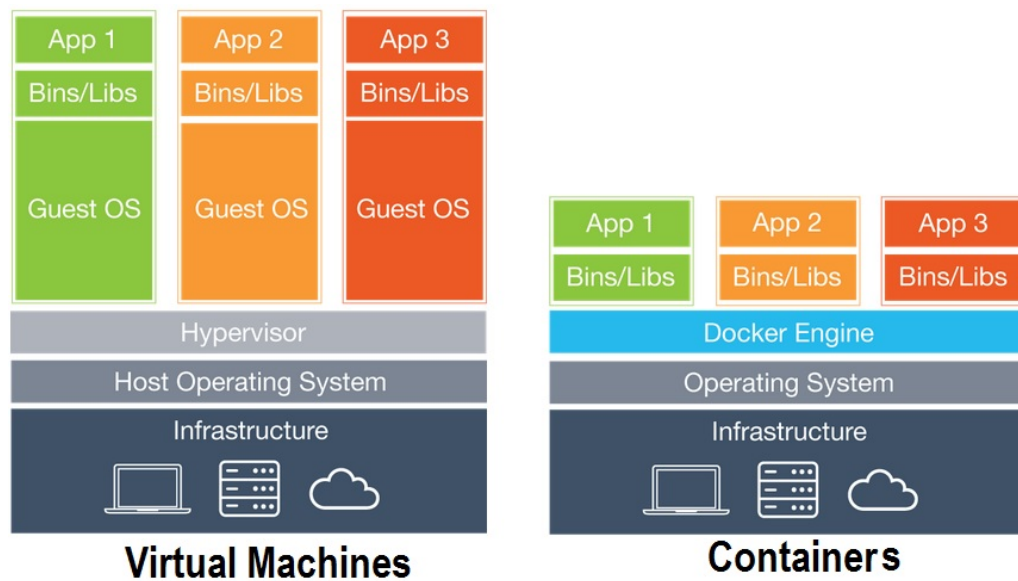 App 1
App 2
App 3
Bins/Libs
Bins/Libs
Bins/Libs
Guest OS
Guest OS
Guest OS
Hypervisor
Host Operating System
Infrastructure
Virtual Machines
App 1
App 2
App 3
Bins/Libs
Bins/Libs
Bins/Libs
Docker Engine
Operating System
Infrastructure
Containers